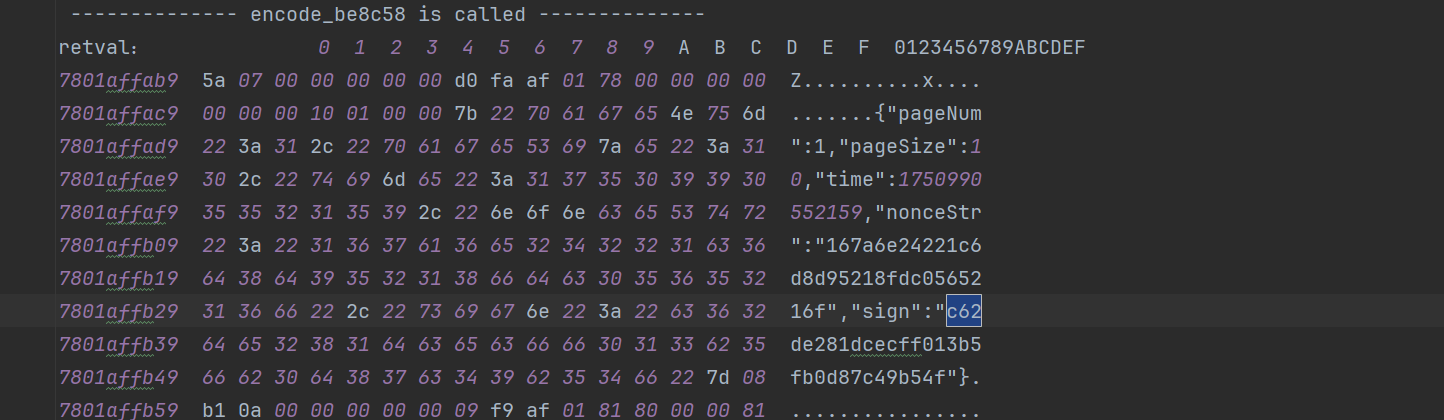 -------------- encode_be8c58 is called --------------
retval:               0  1  2  3  4  5  6  7  8  9  A  B  C  D  E  F  0123456789ABCDEF
7801affab9  5a 07 00 00 00 00 00 d0 fa af 01 78 00 00 00 00  Z..........x....
7801affac9  00 00 00 10 01 00 00 7b 22 70 61 67 65 4e 75 6d  .......{"pageNum
7801affad9  22 3a 31 2c 22 70 61 67 65 53 69 7a 65 22 3a 31  ":1,"pageSize":1
7801affae9  30 2c 22 74 69 6d 65 22 3a 31 37 35 30 39 39 30  0,"time":1750990
7801affaf9  35 35 32 31 35 39 2c 22 6e 6f 6e 63 65 53 74 72  552159,"nonceStr
7801affb09  22 3a 22 31 36 37 61 36 65 32 34 32 32 31 63 36  ":"167a6e24221c6
7801affb19  64 38 64 39 35 32 31 38 66 64 63 30 35 36 35 32  d8d95218fdc05652
7801affb29  31 36 66 22 2c 22 73 69 67 6e 22 3a 22 63 36 32  16f","sign":"c62
7801affb39  64 65 32 38 31 64 63 65 63 66 66 30 31 33 62 35  de281dcecff013b5
7801affb49  66 62 30 64 38 37 63 34 39 62 35 34 66 22 7d 08  fb0d87c49b54f"}.
7801affb59  b1 0a 00 00 00 00 00 09 f9 af 01 81 80 00 00 81  ................